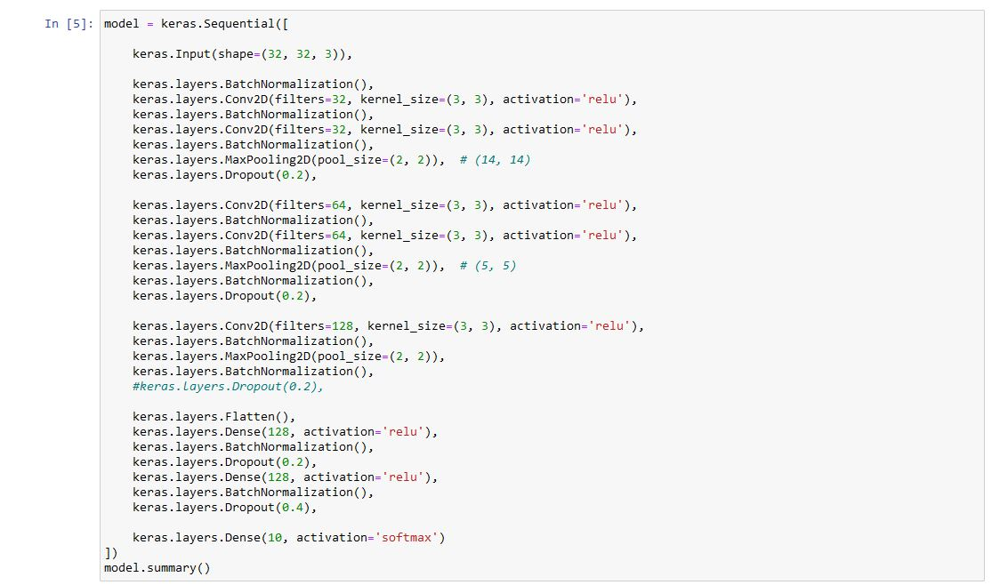 In [5]: model = keras.Sequential([
keras.Input(shape=(32, 32, 3)),
keras.layers.BatchNormalization(),
keras.layers.Conv2D(filters=32, kernel_size=(3, 3), activation='relu'),
keras.layers.BatchNormalization(),
keras.layers.Conv2D(filters=32, kernel_size=(3, 3), activation='relu'),
keras.layers.BatchNormalization(),
keras.layers.MaxPooling2D(pool_size=(2, 2)),  # (14, 14)
keras.layers.Dropout(0.2),
keras.layers.Conv2D(filters=64, kernel_size=(3, 3), activation='relu'),
keras.layers.BatchNormalization(),
keras.layers.Conv2D(filters=64, kernel_size=(3, 3), activation='relu'),
keras.layers.BatchNormalization(),
keras.layers.MaxPooling2D(pool_size=(2, 2)),  # (5, 5)
keras.layers.BatchNormalization(),
keras.layers.Dropout(0.2),
keras.layers.Conv2D(filters=128, kernel_size=(3, 3), activation='relu'),
keras.layers.BatchNormalization(),
keras.layers.MaxPooling2D(pool_size=(2, 2)),
keras.layers.BatchNormalization(),
#keras.layers.Dropout(0.2),
keras.layers.Flatten(),
keras.layers.Dense(128, activation='relu'),
keras.layers.BatchNormalization(),
keras.layers.Dropout(0.2),
keras.layers.Dense(128, activation='relu'),
keras.layers.BatchNormalization(),
keras.layers.Dropout(0.4),
keras.layers.Dense(10, activation='softmax')
])
model.summary()